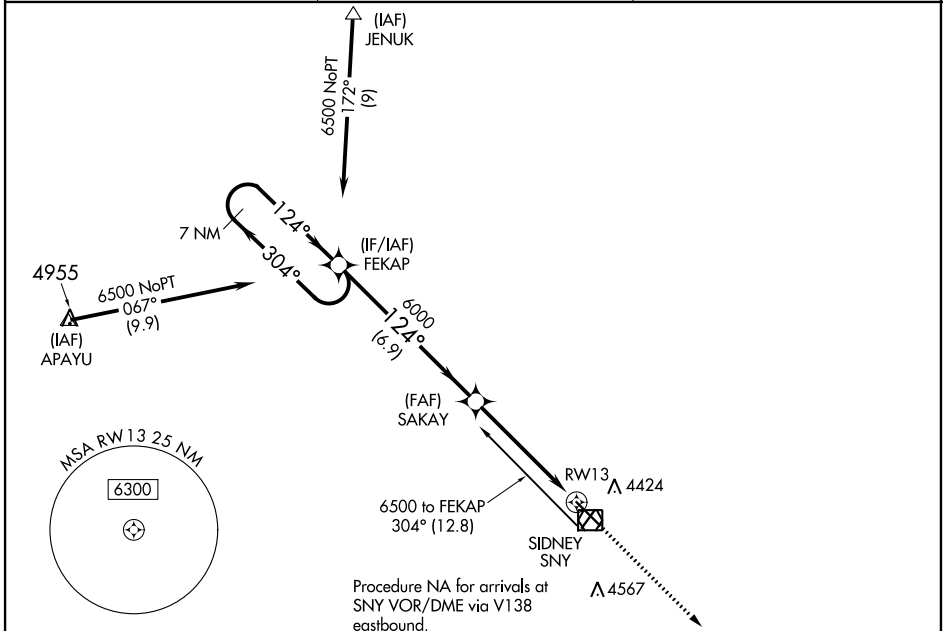 (IAF)
JENUK
6500 NoPT
172°
(9)
124°
7 NM
304°
(IF/IAF)
FEKAP
4955
6500 NoPT
067°
(9.9)
(IAF)
APAYU
6000
124°
(6.9)
(FAF)
SAKAY
MSA RW13 25 NM
6300
RW13
4424
6500 to FEKAP
304° (12.8)
SIDNEY
SNY
4567
Procedure NA for arrivals at
SNY VOR/DME via V138
eastbound.